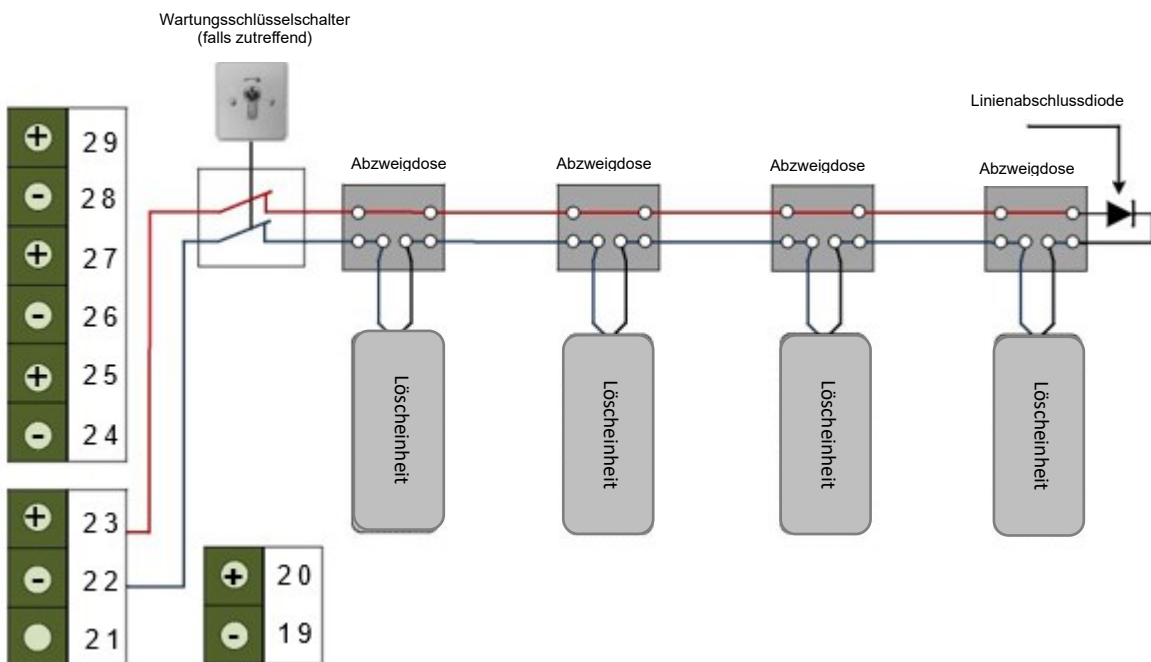 Wartungsschlüsselschalter
(falls zutreffend)
Linienabschlussdiode
Abzweigdose
Abzweigdose
Abzweigdose
Abzweigdose
+ 29
- 28
+ 27
- 26
+ 25
- 24
+ 23
- 22
21
+ 20
- 19
Löscheinheit
Löscheinheit
Löscheinheit
Löscheinheit